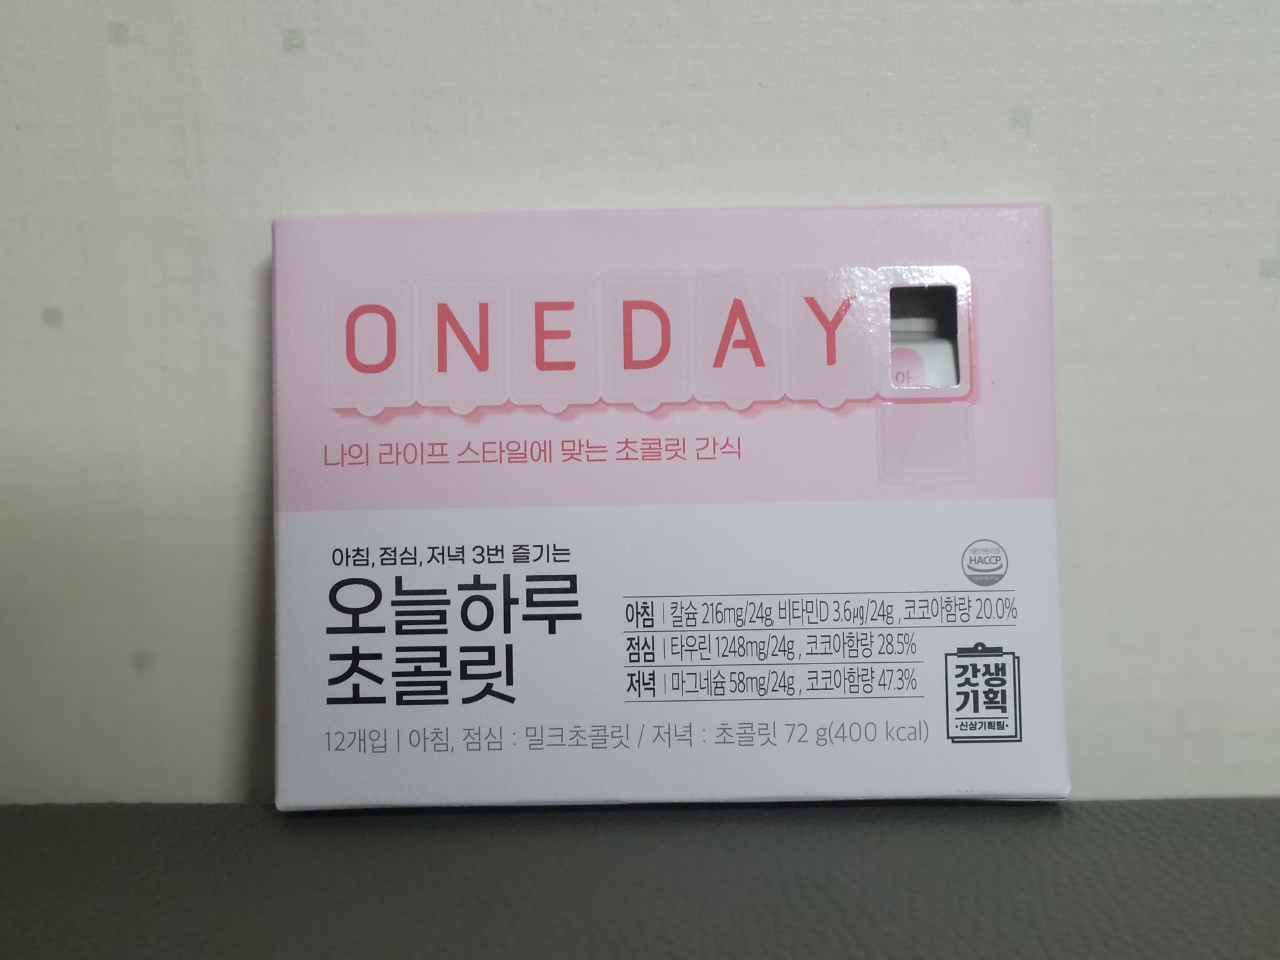 ONEDAY
아
나의 라이프 스타일에 맞는 초콜릿 간식
아침, 점심, 저녁 3번 즐기는
오늘하루
초콜릿
HACCP
아침 | 칼슘 216mg/24g, 비타민D 3.6㎍/24g , 코코아함량 20.0%
점심 | 타우린 1248mg/24g , 코코아함량 28.5%
저녁 | 마그네슘 58mg/24g , 코코아함량 47.3%
갓생
기획
·신상기획팀·
12개입 | 아침, 점심 : 밀크초콜릿 / 저녁 : 초콜릿 72 g(400 kcal)